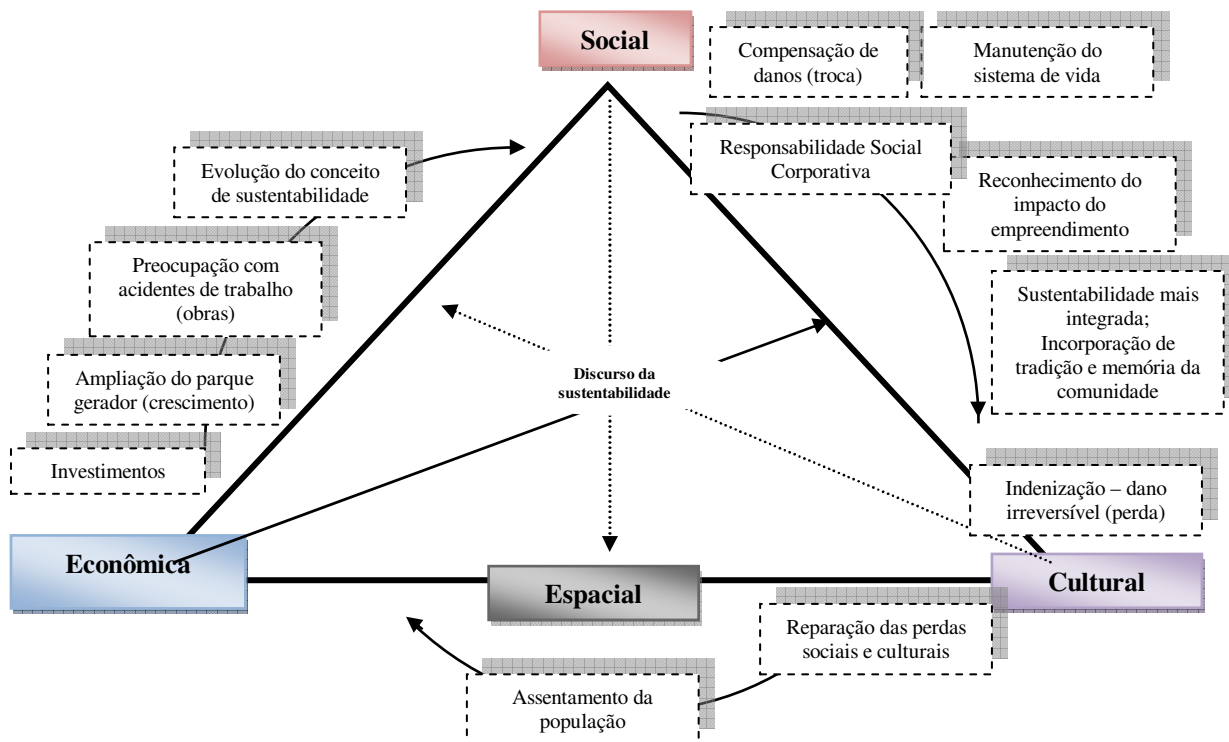 Social
Compensação de
danos (troca)
Manutenção do
sistema de vida
Responsabilidade Social
Corporativa
Evolução do conceito
de sustentabilidade
Reconhecimento do
impacto do
empreendimento
Preocupação com
acidentes de trabalho
(obras)
Sustentabilidade mais
integrada;
Incorporação de
tradição e memória da
comunidade
Ampliação do parque
gerador (crescimento)
Discurso da
sustentabilidade
Investimentos
Indenização – dano
irreversível (perda)
Econômica
Espacial
Cultural
Reparação das perdas
sociais e culturais
Assentamento da
população